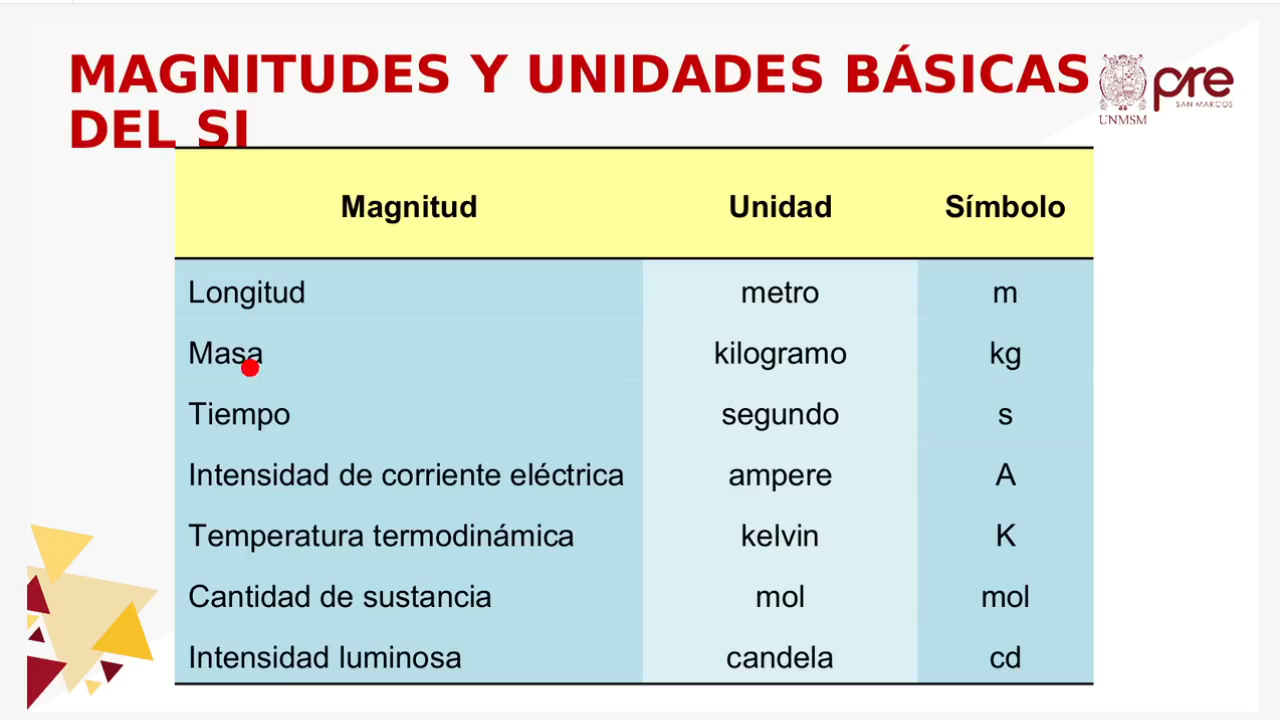 MAGNITUDES Y UNIDADES BÁSICAS
DEL SI
UNMSM
pre
SAN MARCOS
Magnitud Unidad Símbolo
Longitud metro m
Masa kilogramo kg
Tiempo segundo s
Intensidad de corriente eléctrica ampere A
Temperatura termodinámica kelvin K
Cantidad de sustancia mol mol
Intensidad luminosa candela cd